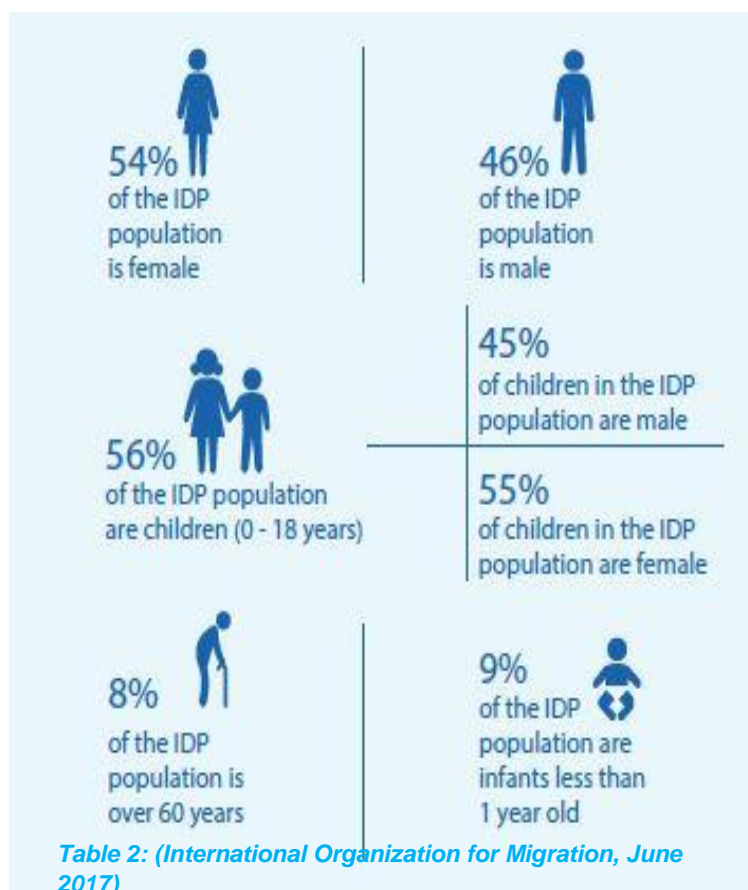 54%
of the IDP
population
is female
46%
of the IDP
population
is male
56%
of the IDP population
are children (0 - 18 years)
45%
of children in the IDP
population are male
55%
of children in the IDP
population are female
8%
of the IDP
population is
over 60 years
9%
of the IDP
population are
infants less than
1 year old
Table 2: (International Organization for Migration, June
2017)